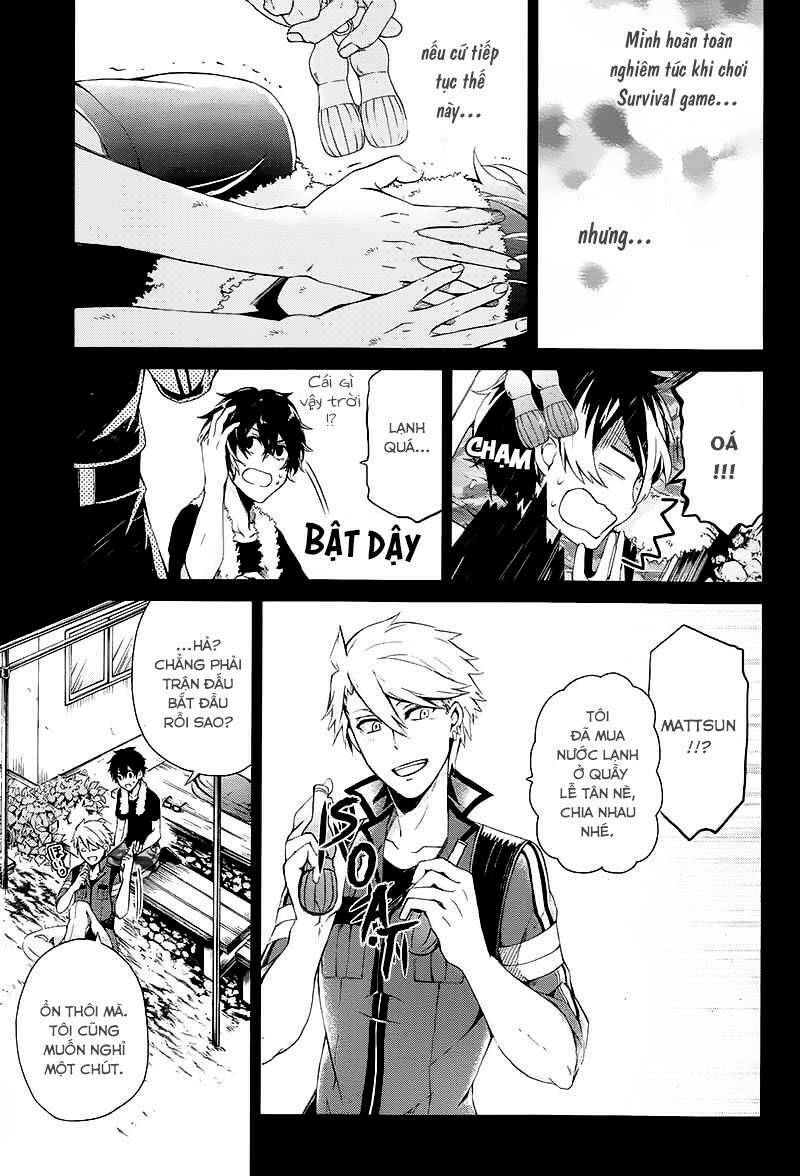 Mình hoàn toàn
nghiêm túc khi chơi
Survival game...
nhưng...
nếu cứ tiếp
tục thế
này...
OÁ
!!!
CHẠM
LẠNH
QUÁ...
Cái Gì
vậy trời
!?
BẬT DẬY
MATTSUN
!!?
TÔI
ĐÃ MUA
NƯỚC LẠNH
Ở QUẦY
LỄ TÂN NÈ,
CHIA NHAU
NHÉ.
SOẠT
...HẢ?
CHẲNG PHẢI
TRẬN ĐẤU
BẮT ĐẦU
RỒI SAO?
ỔN THÔI MÀ.
TÔI CŨNG
MUỐN NGHỈ
MỘT CHÚT.